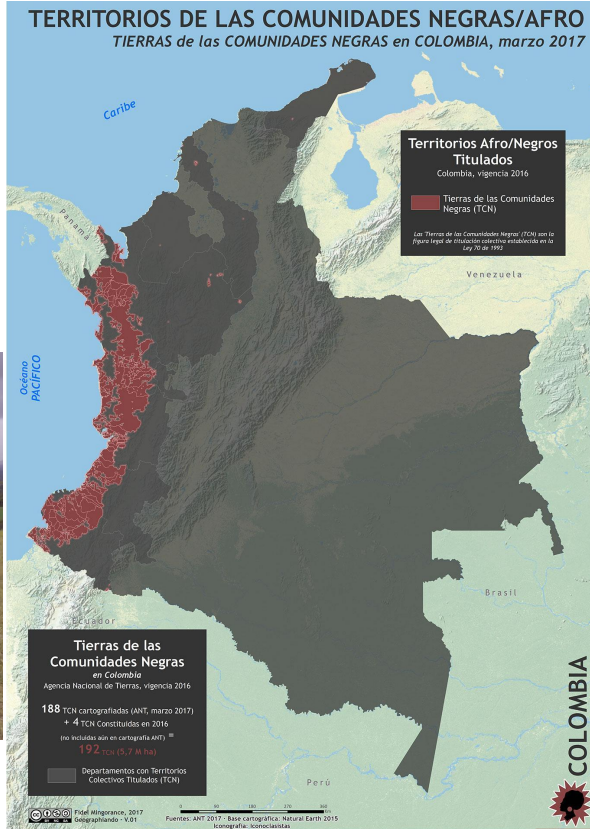 TERRITORIOS DE LAS COMUNIDADES NEGRAS/AFRO
TIERRAS de las COMUNIDADES NEGRAS en COLOMBIA, marzo 2017
Caribe
Panamá
Territorios Afro/Negros
Titulados
Colombia, vigencia 2016
Tierras de las Comunidades
Negras (TCN)
Las 'Tierras de las Comunidades Negras' (TCN) son la
figura legal de titulación colectiva establecida en la
Ley 70 de 1993
Venezuela
Océano
PACÍFICO
Brasil
Ecuador
Tierras de las
Comunidades Negras
en Colombia
Agencia Nacional de Tierras, vigencia 2016
188 TCN cartografiadas (ANT, marzo 2017)
+ 4 TCN Constituidas en 2016
(no incluidas aún en cartografía ANT) =
192 TCN (5,7 M ha)
Departamentos con Territorios
Colectivos Titulados (TCN)
Perú
COLOMBIA
Fidel Mingorance, 2017
Geographiando - V.01
0 90 180 270 360
Fuentes: ANT 2017 · Base cartográfica: Natural Earth 2015
Iconografía: Iconoclasistas